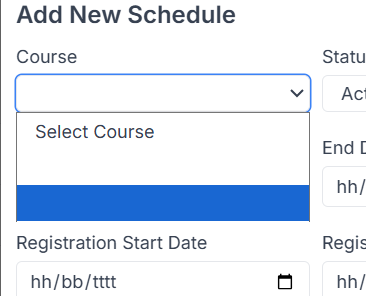 Add New Schedule
Course
Statu
Act
Select Course
End D
hh/
Registration Start Date
Regis
hh/bb/tttt
hh/